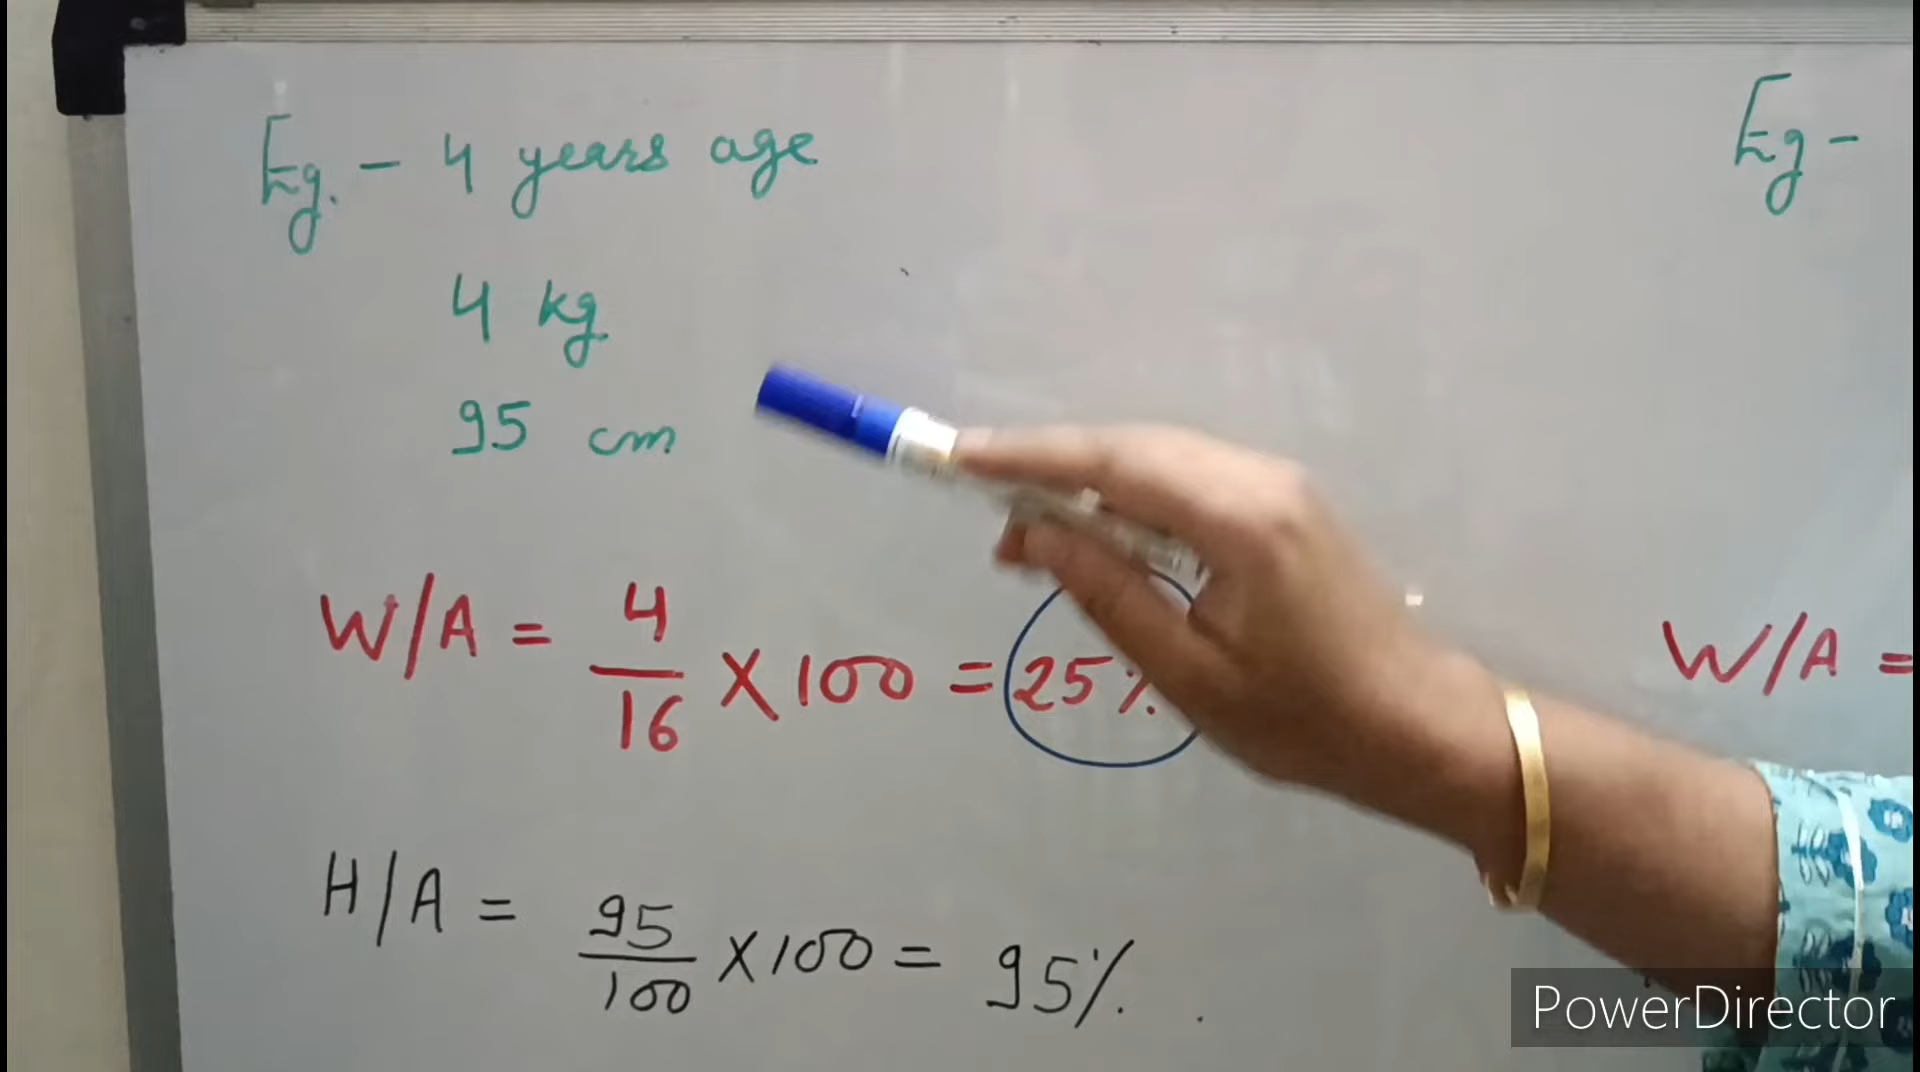 Eg. - 4 years age
4 kg
95 cm
W/A = 4/16 X 100 = 25%
H/A = 95/100 X 100 = 95%.
Eg -
W/A =
PowerDirector